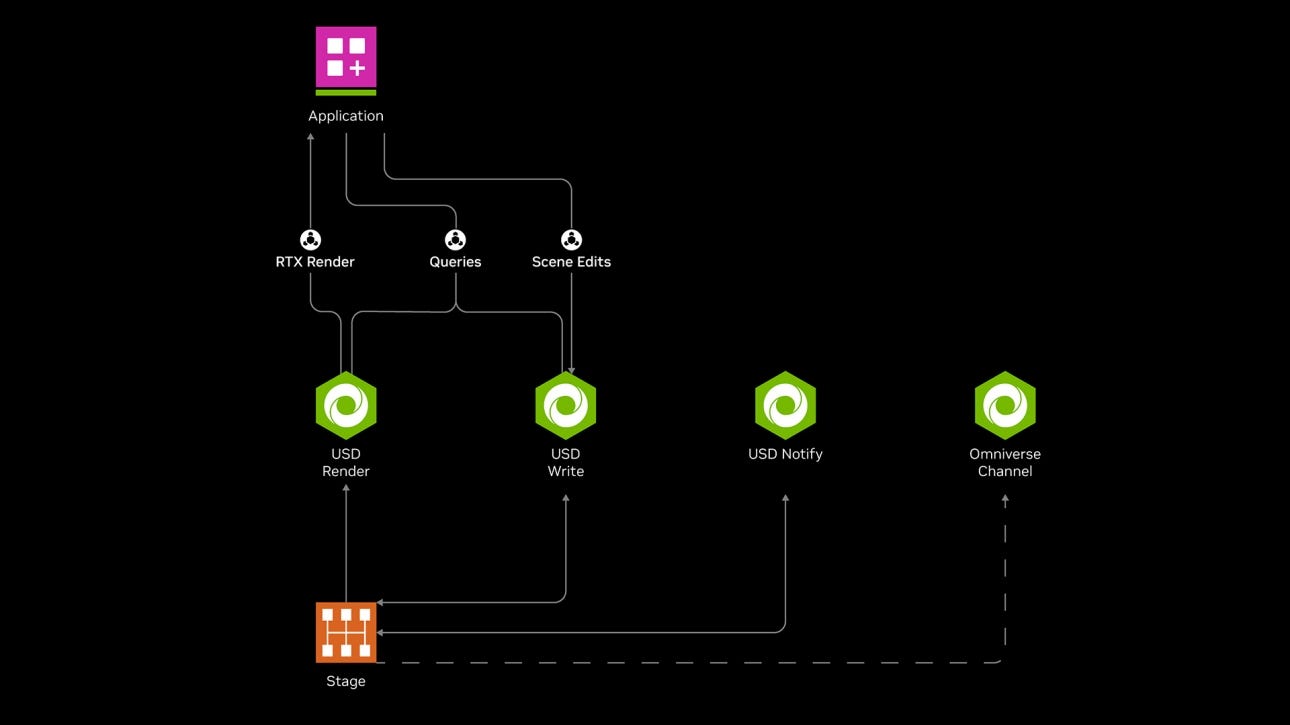 Application
RTX Render
Queries
Scene Edits
USD
Render
USD
Write
USD Notify
Omniverse
Channel
Stage